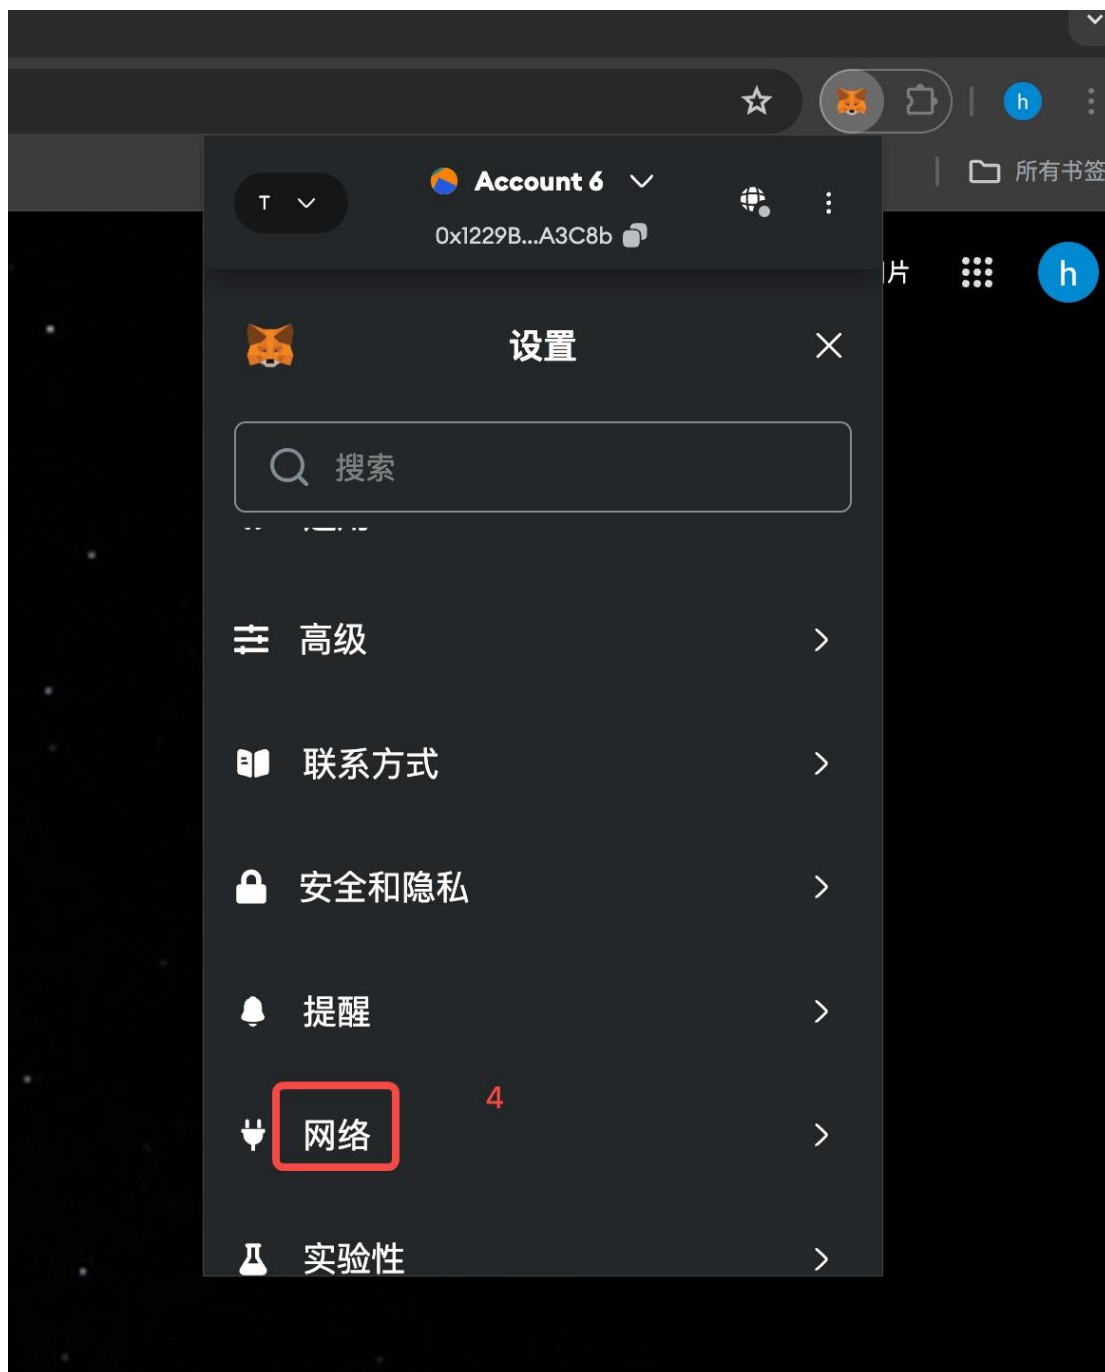 h
所有书签
T
Account 6
0x1229B...A3C8b
片
h
设置
搜索
高级
联系方式
安全和隐私
提醒
4
网络
实验性